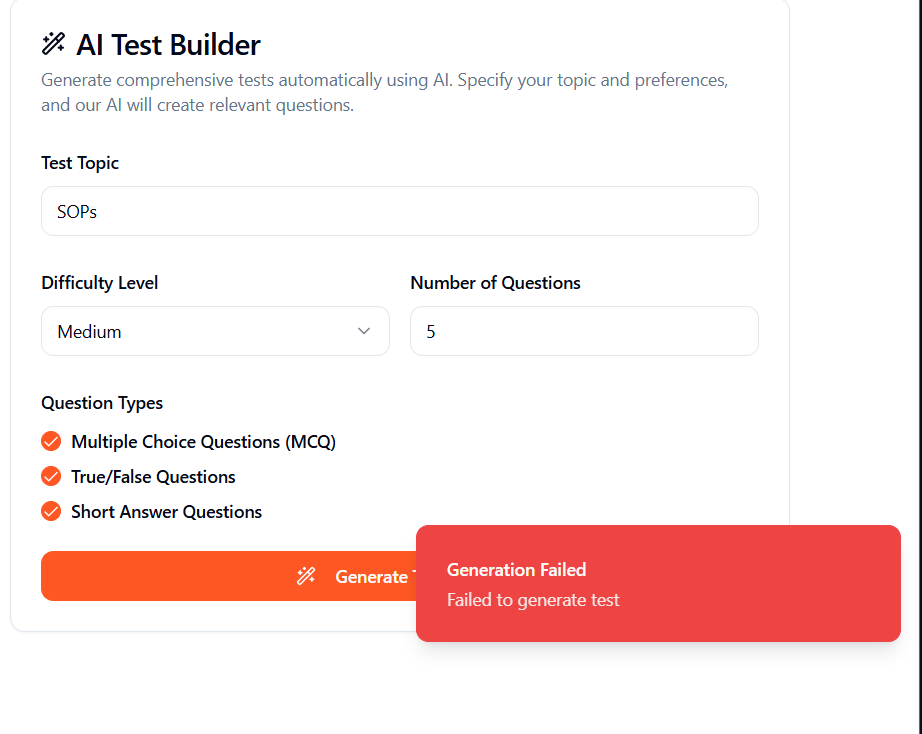 AI Test Builder
Generate comprehensive tests automatically using AI. Specify your topic and preferences,
and our AI will create relevant questions.
Test Topic
SOPs
Difficulty Level
Number of Questions
Medium
5
Question Types
Multiple Choice Questions (MCQ)
True/False Questions
Short Answer Questions
Generate
Generation Failed
Failed to generate test